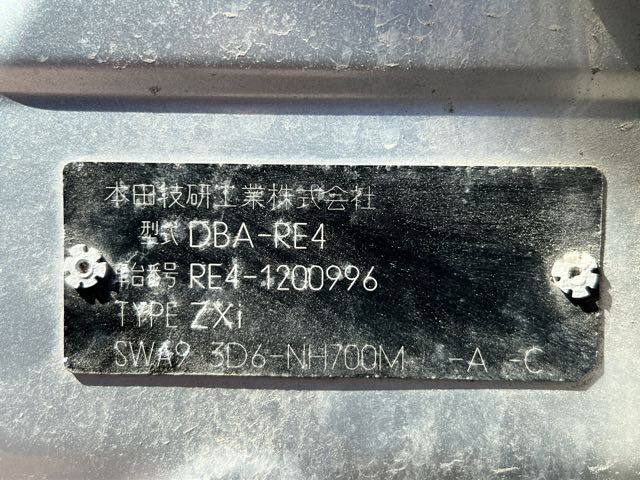 本田技研工業株式会社
型式 DBA-RE4
車台番号 RE4-1200996
TYPE ZXi
SWA9 3D6-NH700M -A -C